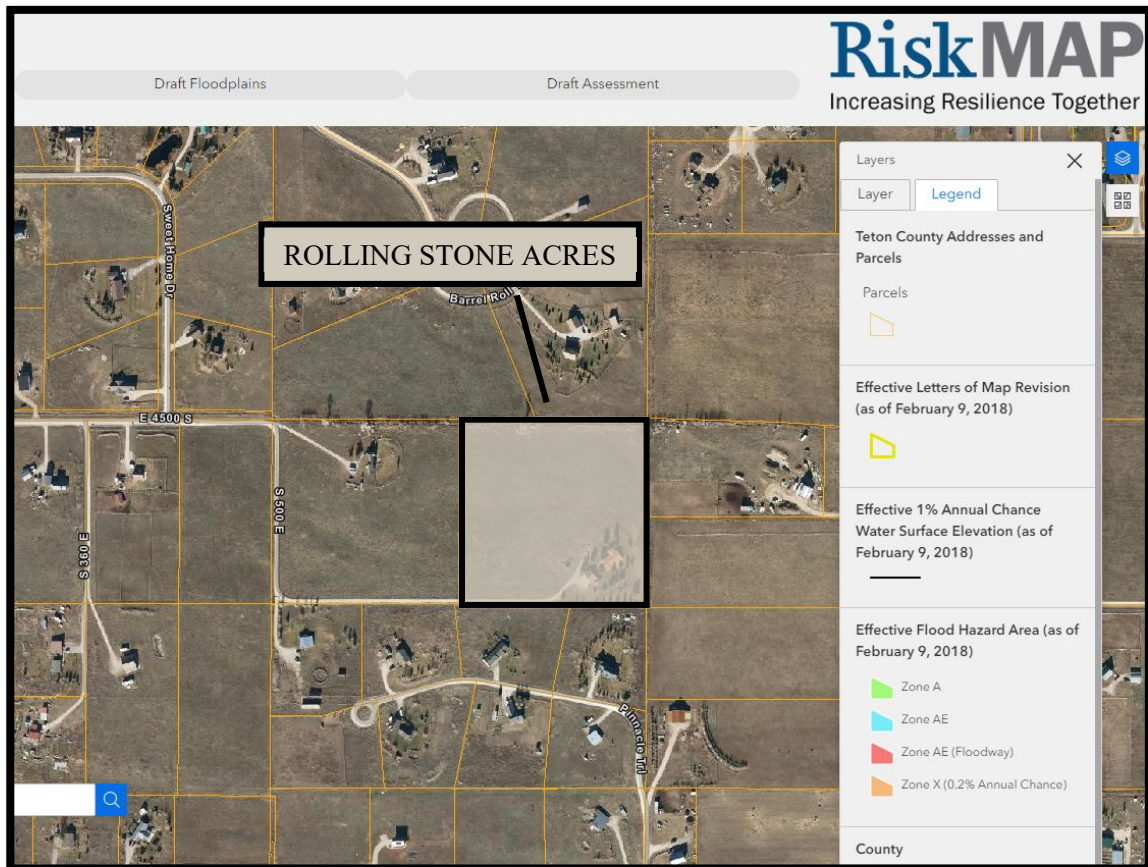 RiskMAP
Increasing Resilience Together
Draft Floodplains
Draft Assessment
Layers
Layer
Legend
Teton County Addresses and
Parcels
Parcels
Effective Letters of Map Revision
(as of February 9, 2018)
Effective 1% Annual Chance
Water Surface Elevation (as of
February 9, 2018)
Effective Flood Hazard Area (as of
February 9, 2018)
Zone A
Zone AE
Zone AE (Floodway)
Zone X (0.2% Annual Chance)
County
Sweet Home Dr
ROLLING STONE ACRES
Barrel Roll
E 4500 S
S 500 E
S 360 E
Pinnacle Trl